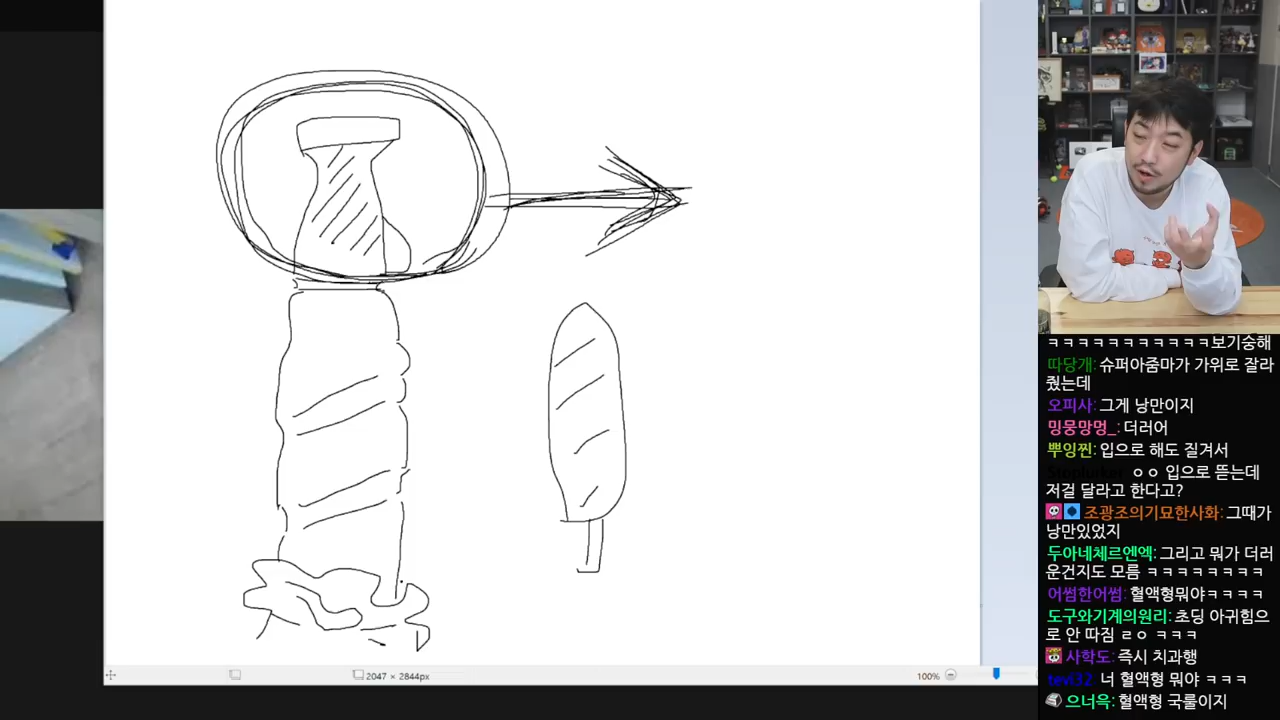 ㅋㅋㅋㅋㅋㅋㅋㅋㅋㅋㅋ보기숭해
따당개: 슈퍼아줌마가 가위로 잘라
줬는데
오피사: 그게 낭만이지
밍뭉망멍_: 더러어
뿌잉찐: 입으로 해도 질겨서
ㅇㅇ 입으로 뜯는데
저걸 달라고 한다고?
조광조의기묘한사화: 그때가
낭만있었지
두아네체르엔엑: 그리고 뭐가 더러
운건지도 모름 ㅋㅋㅋㅋㅋㅋㅋㅋ
어썸한어썸: 혈액형뭐야ㅋㅋㅋㅋ
도구와기계의원리: 초딩 아귀힘으
로 안 따짐 ㄹㅇ ㅋㅋㅋ
사학도: 즉시 치과행
tevi32: 너 혈액형 뭐야 ㅋㅋㅋ
으너윽: 혈액형 국룰이지
2047 × 2844px
100%